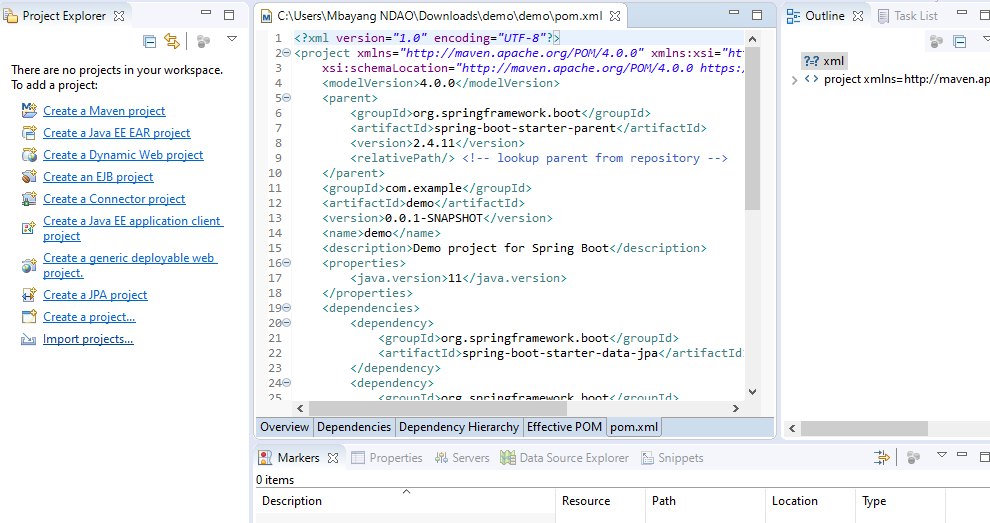 Project Explorer
There are no projects in your workspace.
To add a project:
Create a Maven project
Create a Java EE EAR project
Create a Dynamic Web project
Create an EJB project
Create a Connector project
Create a Java EE application client
project
Create a generic deployable web
project.
Create a JPA project
Create a project...
Import projects...
C:\Users\Mbayang NDAO\Downloads\demo\demo\pom.xml
1 <?xml version="1.0" encoding="UTF-8"?>
2 <project xmlns="http://maven.apache.org/POM/4.0.0" xmlns:xsi="htt
3 xsi:schemaLocation="http://maven.apache.org/POM/4.0.0 https:/
4 <modelVersion>4.0.0</modelVersion>
5 <parent>
6 <groupId>org.springframework.boot</groupId>
7 <artifactId>spring-boot-starter-parent</artifactId>
8 <version>2.4.11</version>
9 <relativePath/> <!-- lookup parent from repository -->
10 </parent>
11 <groupId>com.example</groupId>
12 <artifactId>demo</artifactId>
13 <version>0.0.1-SNAPSHOT</version>
14 <name>demo</name>
15 <description>Demo project for Spring Boot</description>
16 <properties>
17 <java.version>11</java.version>
18 </properties>
19 <dependencies>
20 <dependency>
21 <groupId>org.springframework.boot</groupId>
22 <artifactId>spring-boot-starter-data-jpa</artifactId
23 </dependency>
24 <dependency>
25 <groupId>org.springframework.boot</groupId>
Overview Dependencies Dependency Hierarchy Effective POM pom.xml
Outline Task List
?=? xml
project xmlns=http://maven.ap
Markers Properties Servers Data Source Explorer Snippets
0 items
Description Resource Path Location Type